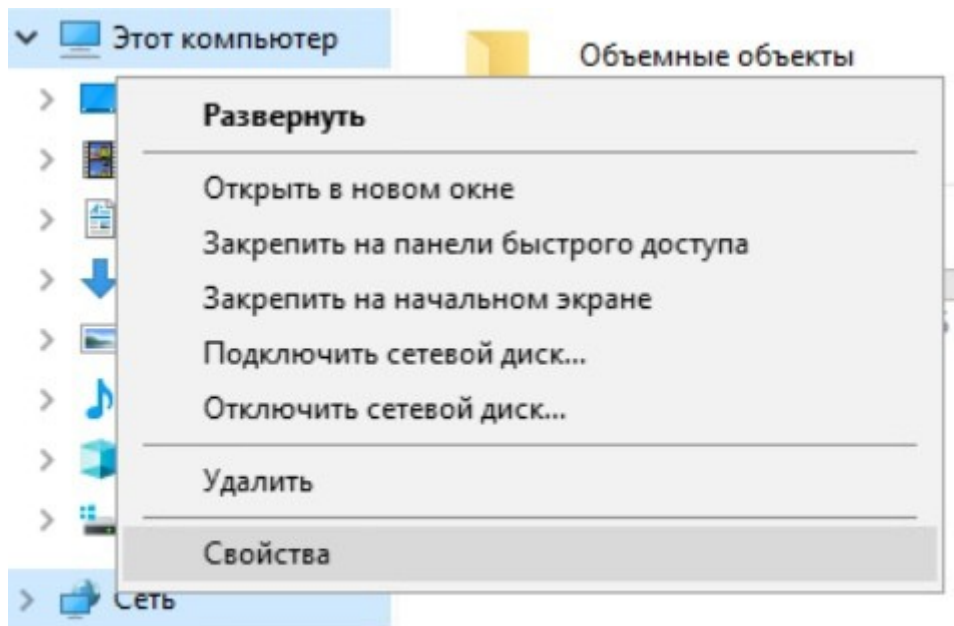 Этот компьютер
Объемные объекты
Развернуть
Открыть в новом окне
Закрепить на панели быстрого доступа
Закрепить на начальном экране
Подключить сетевой диск...
Отключить сетевой диск...
Удалить
Свойства
Сеть